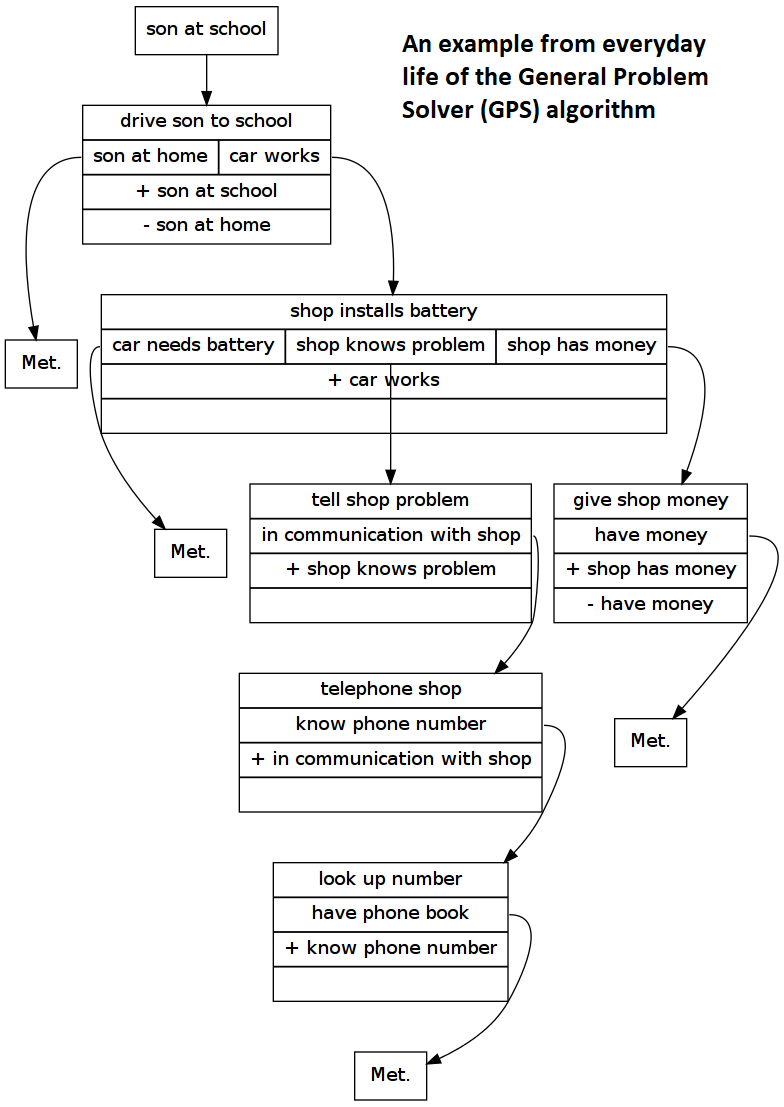 son at school
An example from everyday
life of the General Problem
Solver (GPS) algorithm
drive son to school
son at home car works
+ son at school
- son at home
shop installs battery
Met.
car needs battery shop knows problem shop has money
+ car works
tell shop problem
give shop money
in communication with shop
have money
Met.
+ shop knows problem
+ shop has money
- have money
telephone shop
know phone number
Met.
+ in communication with shop
look up number
have phone book
+ know phone number
Met.